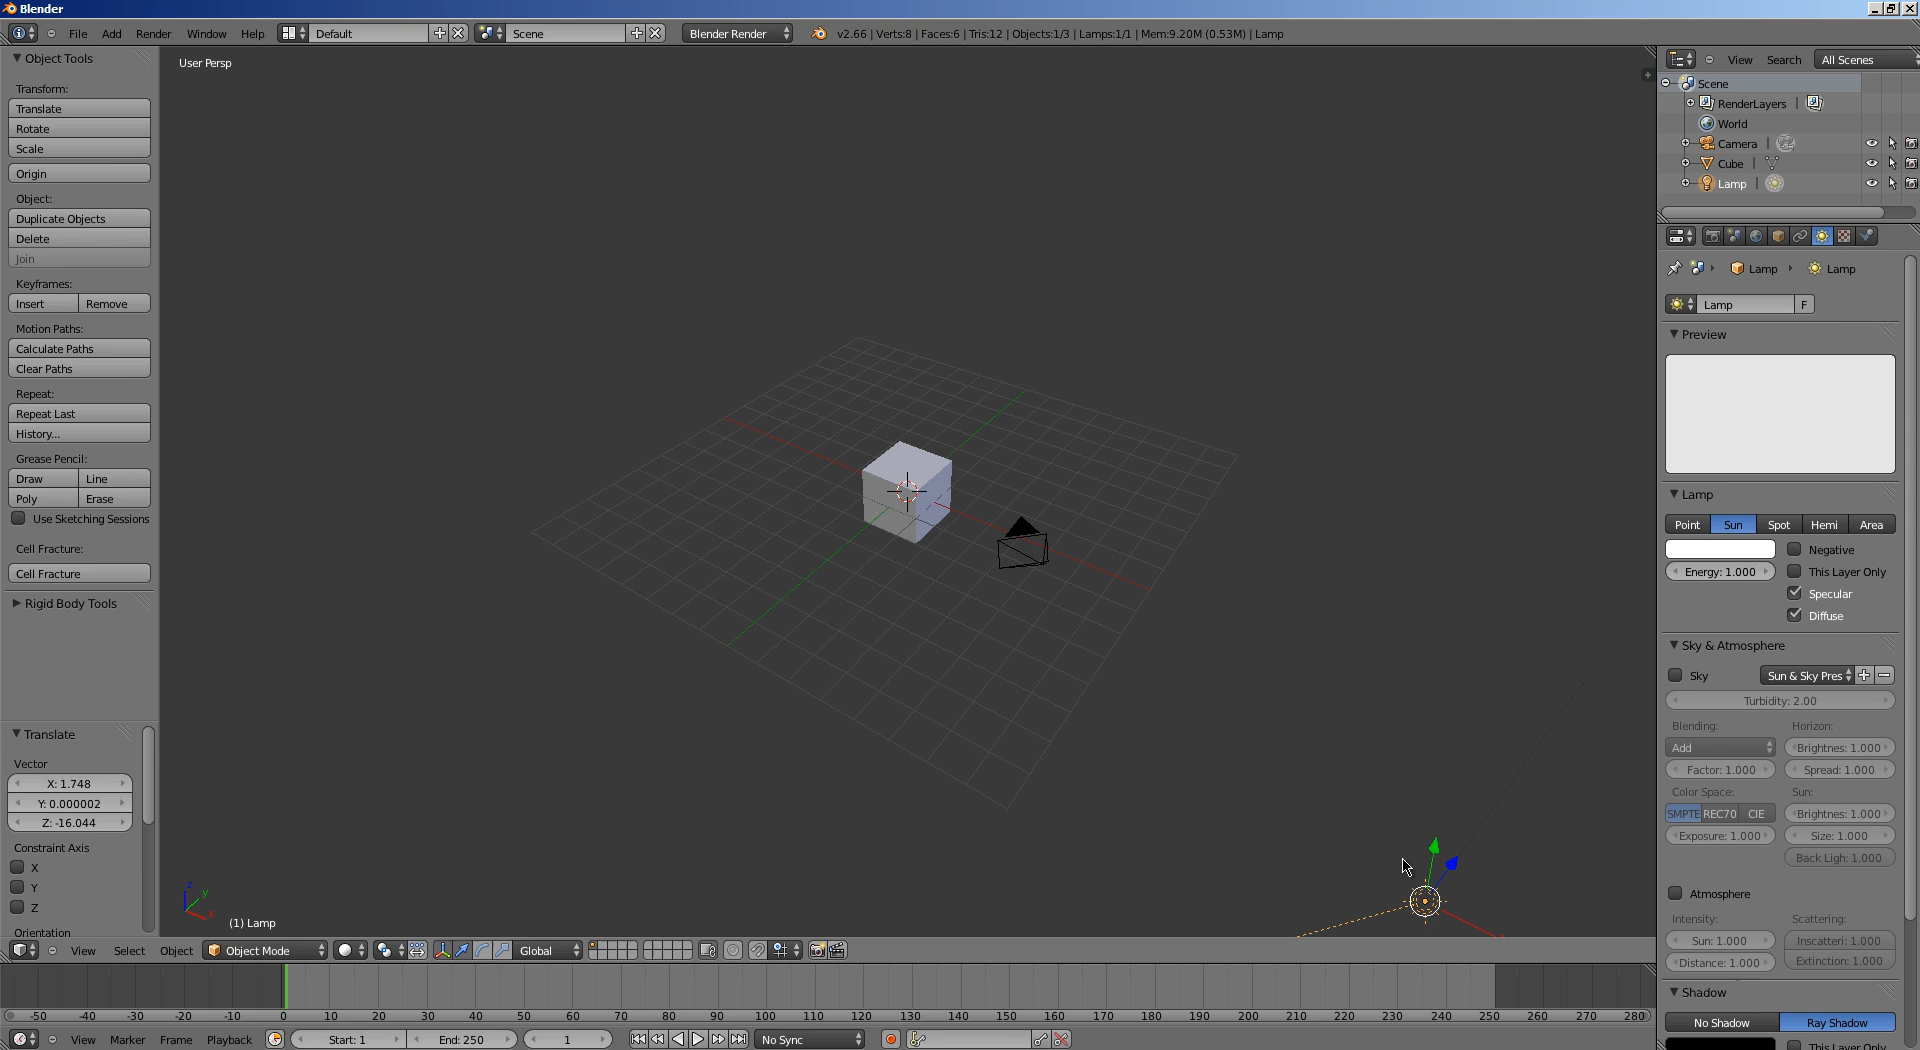 Blender
File Add Render Window Help Default Scene Blender Render v2.66 | Verts:8 | Faces:6 | Tris:12 | Objects:1/3 | Lamps:1/1 | Mem:9.20M (0.53M) | Lamp
Object Tools
Transform:
Translate
Rotate
Scale
Origin
Object:
Duplicate Objects
Delete
Join
Keyframes:
Insert Remove
Motion Paths:
Calculate Paths
Clear Paths
Repeat:
Repeat Last
History...
Grease Pencil:
Draw Line
Poly Erase
Use Sketching Sessions
Cell Fracture:
Cell Fracture
Rigid Body Tools
Translate
Vector
X: 1.748
Y: 0.000002
Z: -16.044
Constraint Axis
X
Y
Z
Orientation
User Persp
z
y
x
(1) Lamp
View Select Object Object Mode Global
-50 -40 -30 -20 -10 0 10 20 30 40 50 60 70 80 90 100 110 120 130 140 150 160 170 180 190 200 210 220 230 240 250 260 270 280
View Marker Frame Playback Start: 1 End: 250 1 No Sync
View Search All Scenes
Scene
RenderLayers |
World
Camera |
Cube |
Lamp |
Lamp Lamp
Lamp F
Preview
Lamp
Point Sun Spot Hemi Area
Negative
Energy: 1.000 This Layer Only
Specular
Diffuse
Sky & Atmosphere
Sky Sun & Sky Pres
Turbidity: 2.00
Blending: Horizon:
Add Brightnes: 1.000
Factor: 1.000 Spread: 1.000
Color Space: Sun:
SMPTE REC70 CIE Brightnes: 1.000
Exposure: 1.000 Size: 1.000
Back Ligh: 1.000
Atmosphere
Intensity: Scattering:
Sun: 1.000 Inscatteri: 1.000
Distance: 1.000 Extinction: 1.000
Shadow
No Shadow Ray Shadow
This Layer Only